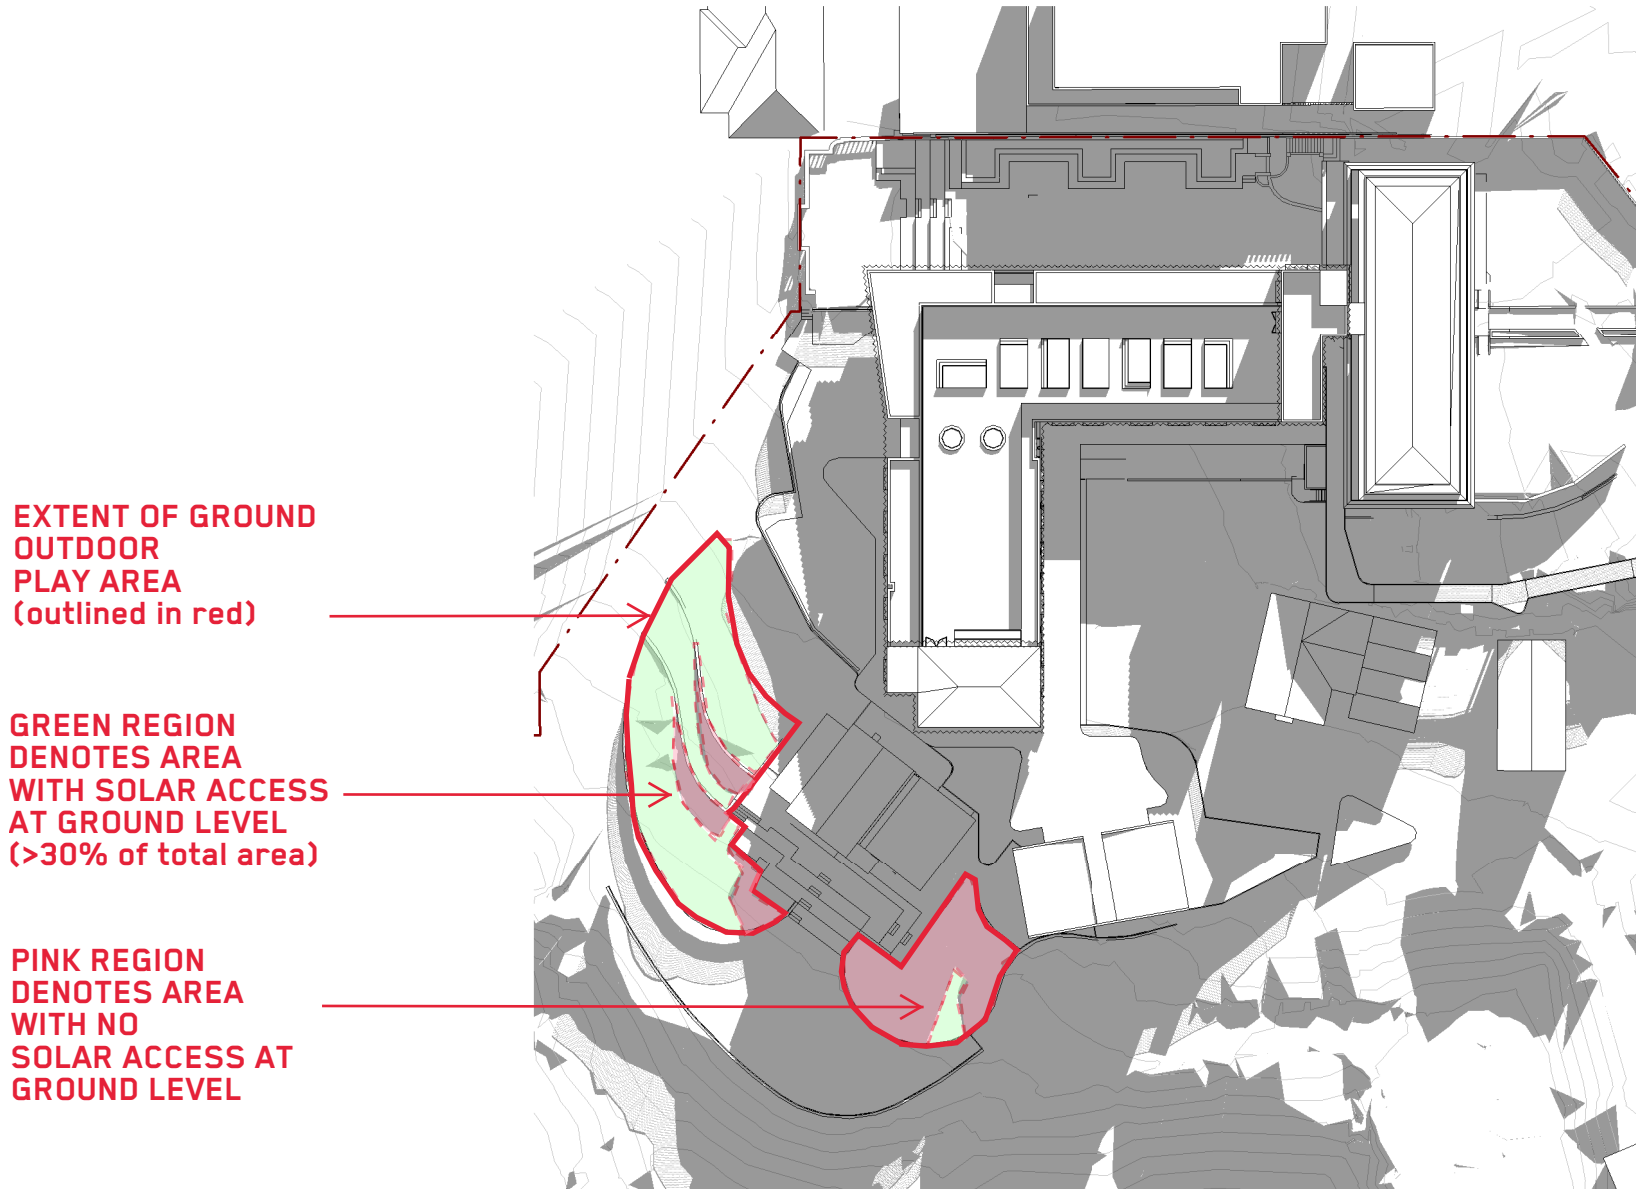 EXTENT OF GROUND
OUTDOOR
PLAY AREA
(outlined in red)
GREEN REGION
DENOTES AREA
WITH SOLAR ACCESS
AT GROUND LEVEL
(>30% of total area)
PINK REGION
DENOTES AREA
WITH NO
SOLAR ACCESS AT
GROUND LEVEL